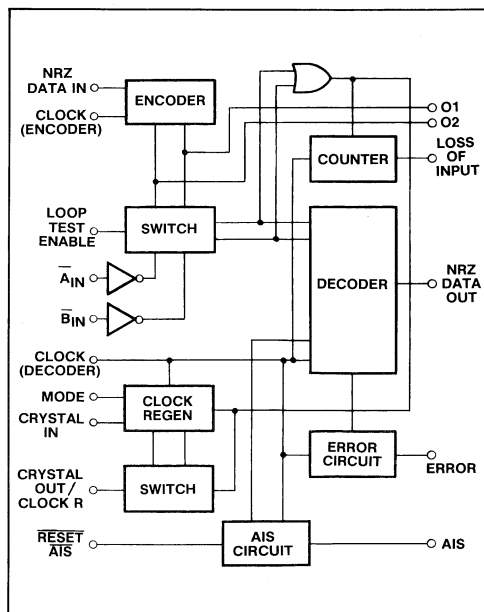 NRZ
DATA IN
CLOCK
(ENCODER)
ENCODER
O1
O2
COUNTER
LOSS
OF
INPUT
LOOP
TEST
ENABLE
SWITCH
A̅ IN
B̅ IN
DECODER
NRZ
DATA
OUT
CLOCK
(DECODER)
MODE
CRYSTAL
IN
CLOCK
REGEN
ERROR
CIRCUIT
ERROR
CRYSTAL
OUT/
CLOCK R
SWITCH
R̅E̅S̅E̅T̅
A̅I̅S̅
AIS
CIRCUIT
AIS